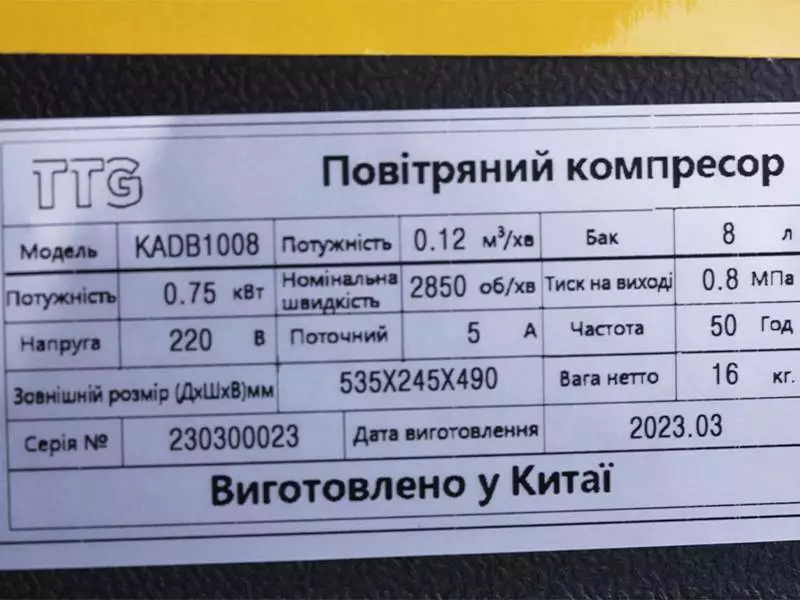 TTG Повітряний компресор
Модель KADB1008 Потужність 0.12 м³/хв Бак 8 л
Потужність 0.75 кВт Номінальна швидкість 2850 об/хв Тиск на виході 0.8 МПа
Напруга 220 В Поточний 5 А Частота 50 Год
Зовнішній розмір (ДхШхВ)мм 535X245X490 Вага нетто 16 кг.
Серія № 230300023 Дата виготовлення 2023.03
Виготовлено у Китаї